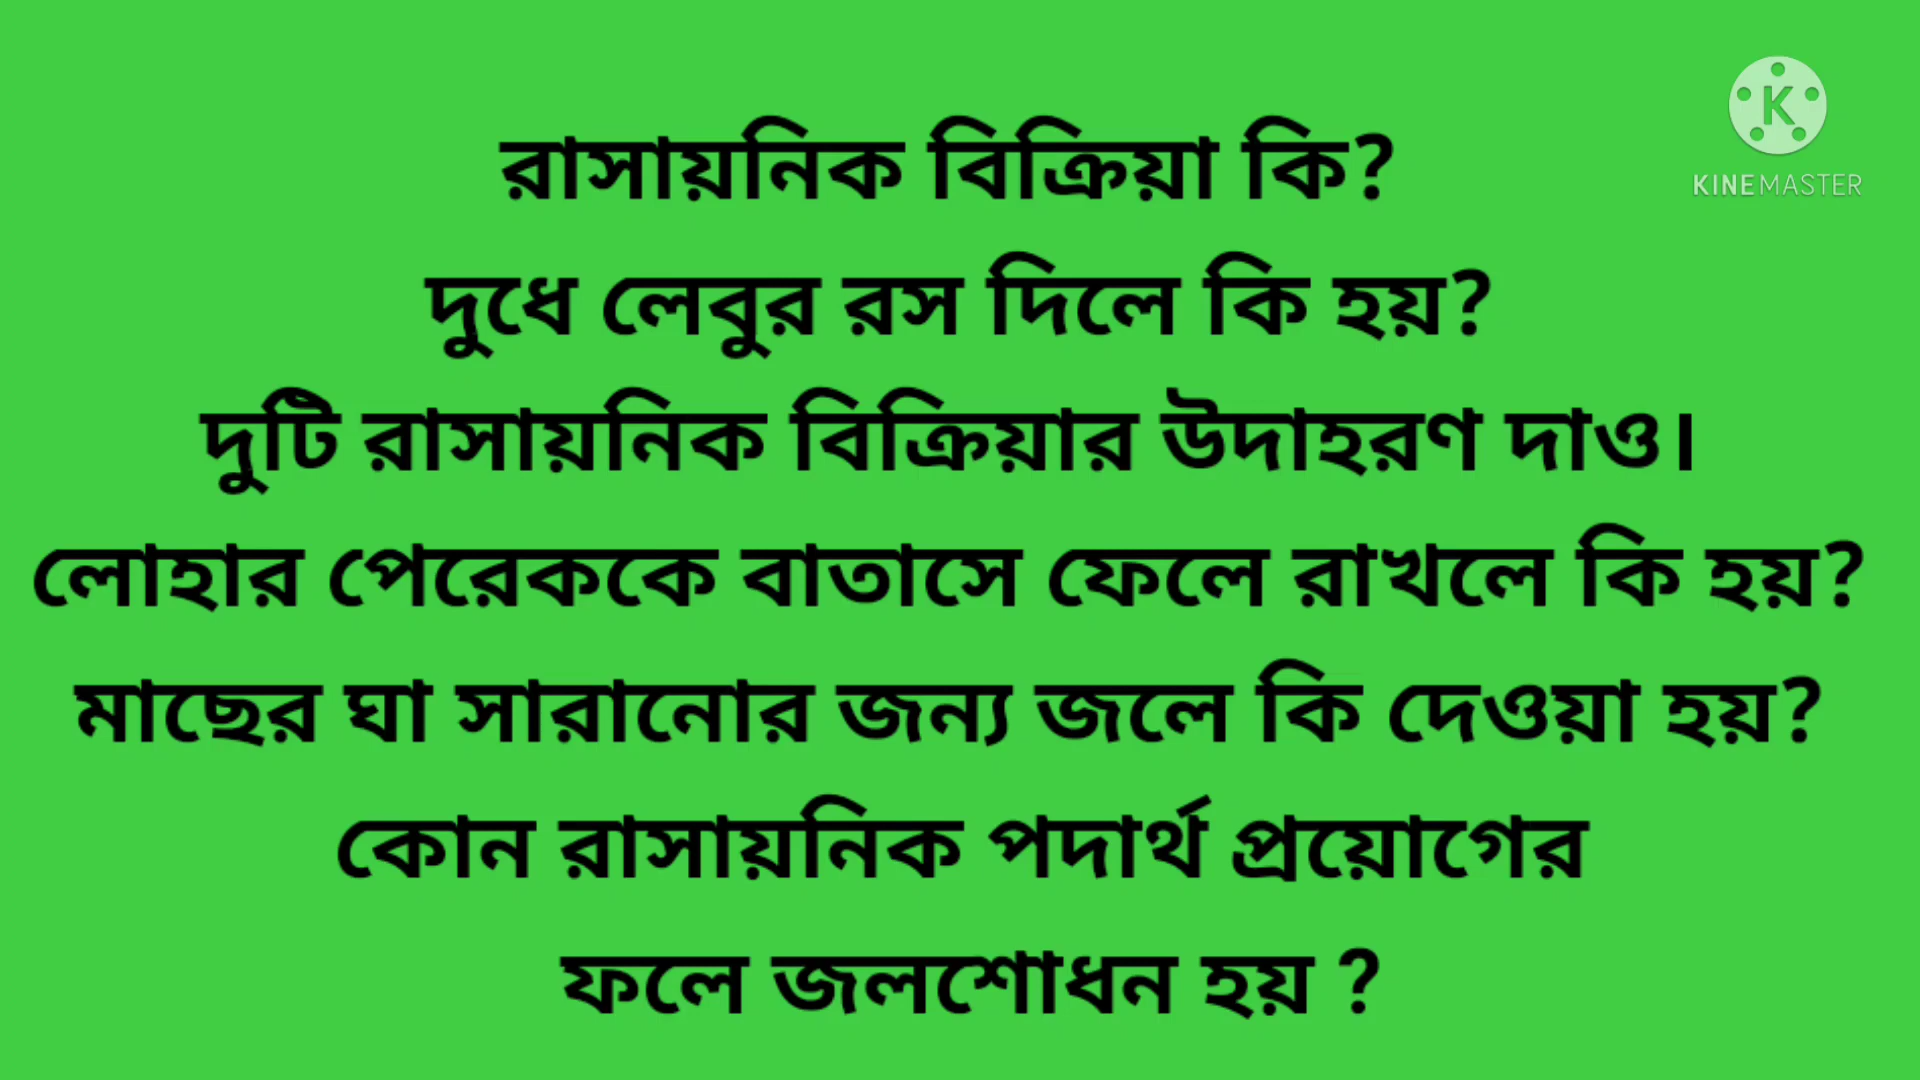 রাসায়নিক বিক্রিয়া কি?
দুধে লেবুর রস দিলে কি হয়?
দুটি রাসায়নিক বিক্রিয়ার উদাহরণ দাও।
লোহার পেরেককে বাতাসে ফেলে রাখলে কি হয়?
মাছের ঘা সারানোর জন্য জলে কি দেওয়া হয়?
কোন রাসায়নিক পদার্থ প্রয়োগের
ফলে জলশোধন হয় ?
K
KINEMASTER